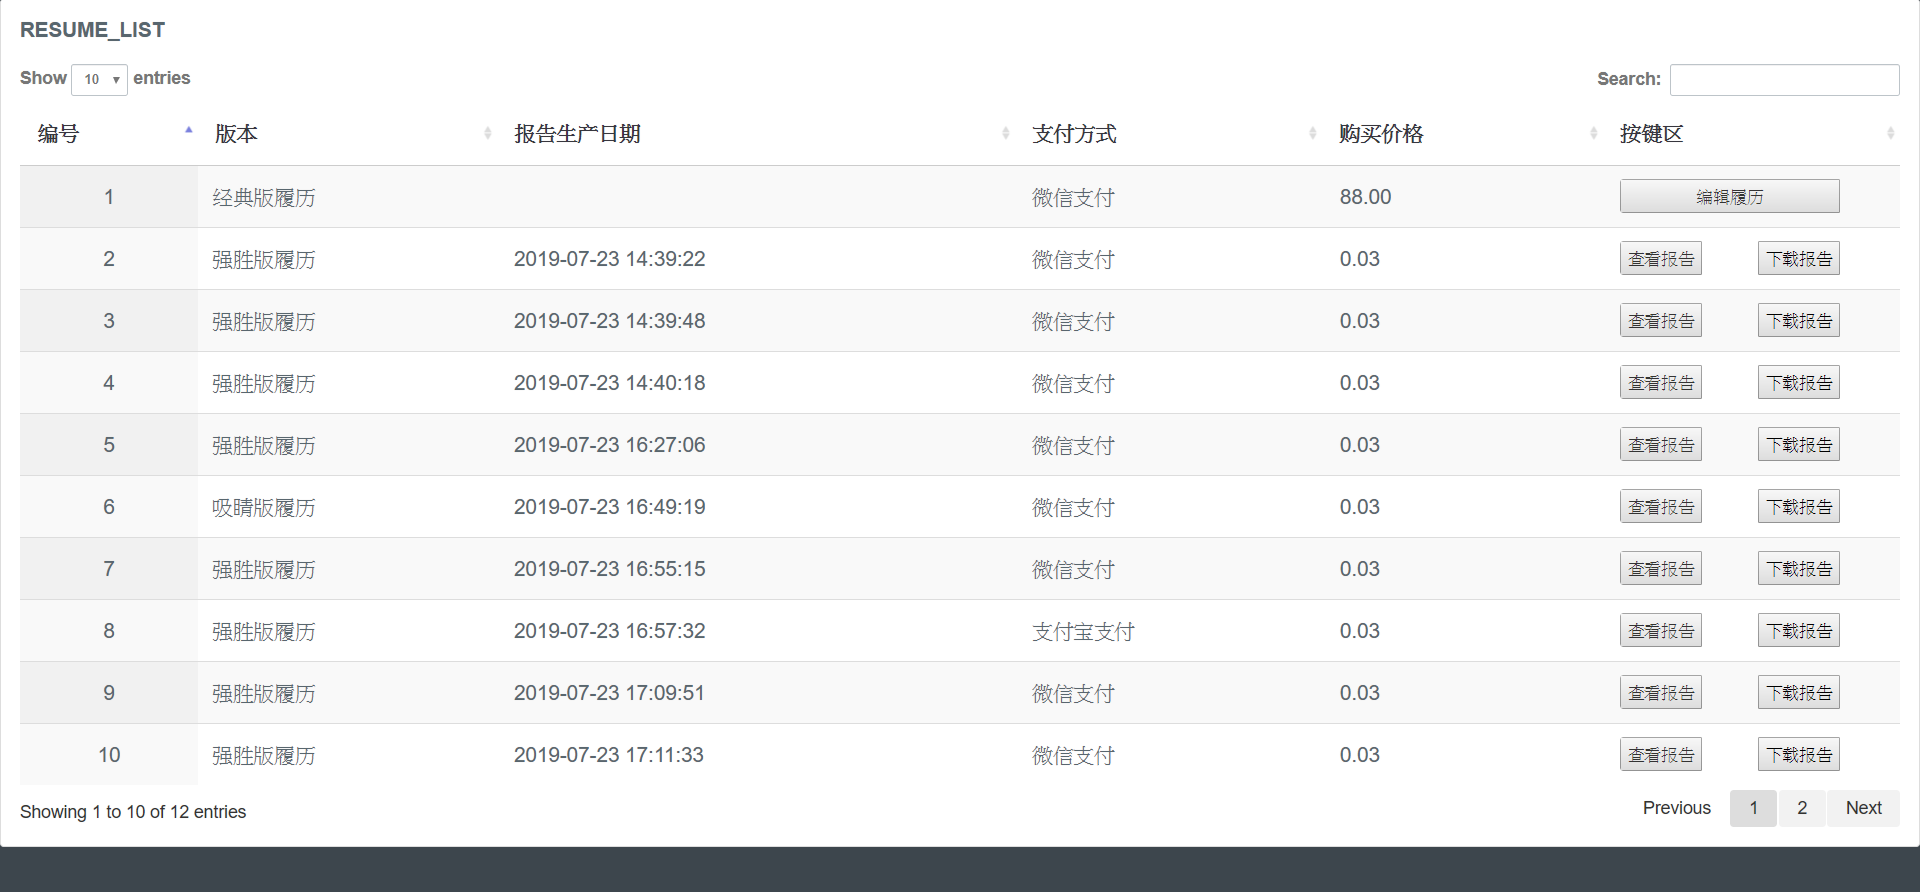 RESUME_LIST
Show 10 entries Search:
编号 版本 报告生产日期 支付方式 购买价格 按键区
1 经典版履历 微信支付 88.00 编辑履历
2 强胜版履历 2019-07-23 14:39:22 微信支付 0.03 查看报告 下载报告
3 强胜版履历 2019-07-23 14:39:48 微信支付 0.03 查看报告 下载报告
4 强胜版履历 2019-07-23 14:40:18 微信支付 0.03 查看报告 下载报告
5 强胜版履历 2019-07-23 16:27:06 微信支付 0.03 查看报告 下载报告
6 吸睛版履历 2019-07-23 16:49:19 微信支付 0.03 查看报告 下载报告
7 强胜版履历 2019-07-23 16:55:15 微信支付 0.03 查看报告 下载报告
8 强胜版履历 2019-07-23 16:57:32 支付宝支付 0.03 查看报告 下载报告
9 强胜版履历 2019-07-23 17:09:51 微信支付 0.03 查看报告 下载报告
10 强胜版履历 2019-07-23 17:11:33 微信支付 0.03 查看报告 下载报告
Showing 1 to 10 of 12 entries Previous 1 2 Next